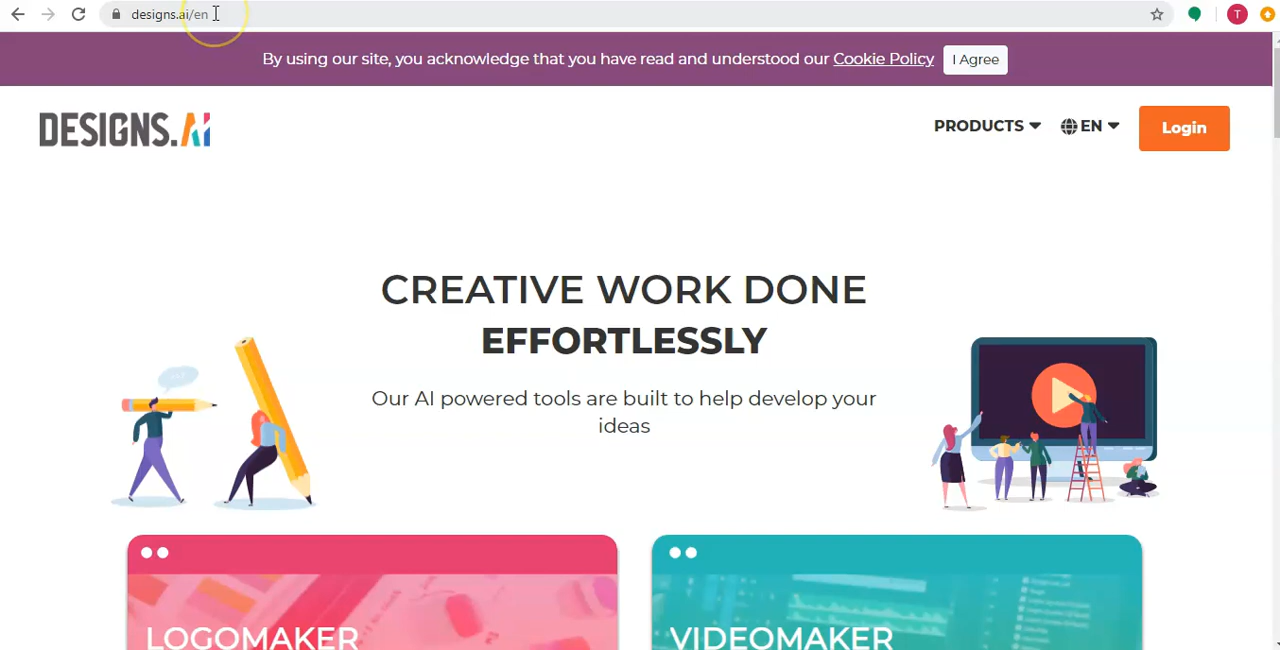 designs.ai/en
T
By using our site, you acknowledge that you have read and understood our Cookie Policy I Agree
DESIGNS.AI
PRODUCTS EN Login
CREATIVE WORK DONE
EFFORTLESSLY
Our AI powered tools are built to help develop your
ideas
LOGOMAKER
VIDEOMAKER